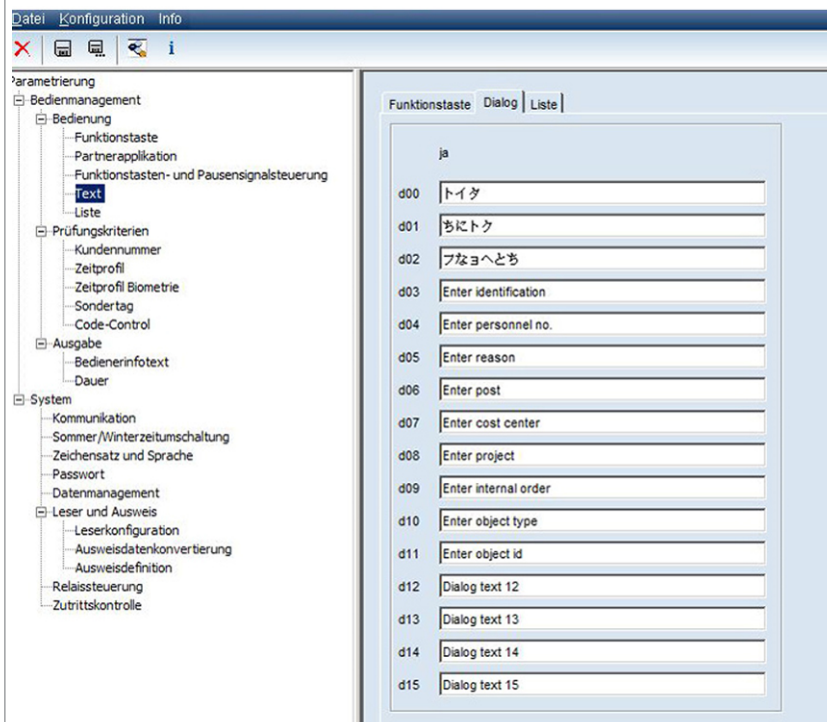 Datei Konfiguration Info
Parametrierung
Bedienmanagement
Bedienung
Funktionstaste
Partnerapplikation
Funktionstasten- und Pausensignalsteuerung
Text
Liste
Prüfungskriterien
Kundennummer
Zeitprofil
Zeitprofil Biometrie
Sondertag
Code-Control
Ausgabe
Bedienerinfotext
Dauer
System
Kommunikation
Sommer/Winterzeitumschaltung
Zeichensatz und Sprache
Passwort
Datenmanagement
Leser und Ausweis
Leserkonfiguration
Ausweisdatenkonvertierung
Ausweisdefinition
Relaissteuerung
Zutrittskontrolle
Funktionstaste Dialog Liste
ja
d00 トイタ
d01 ちにトク
d02 フなョへとち
d03 Enter identification
d04 Enter personnel no.
d05 Enter reason
d06 Enter post
d07 Enter cost center
d08 Enter project
d09 Enter internal order
d10 Enter object type
d11 Enter object id
d12 Dialog text 12
d13 Dialog text 13
d14 Dialog text 14
d15 Dialog text 15